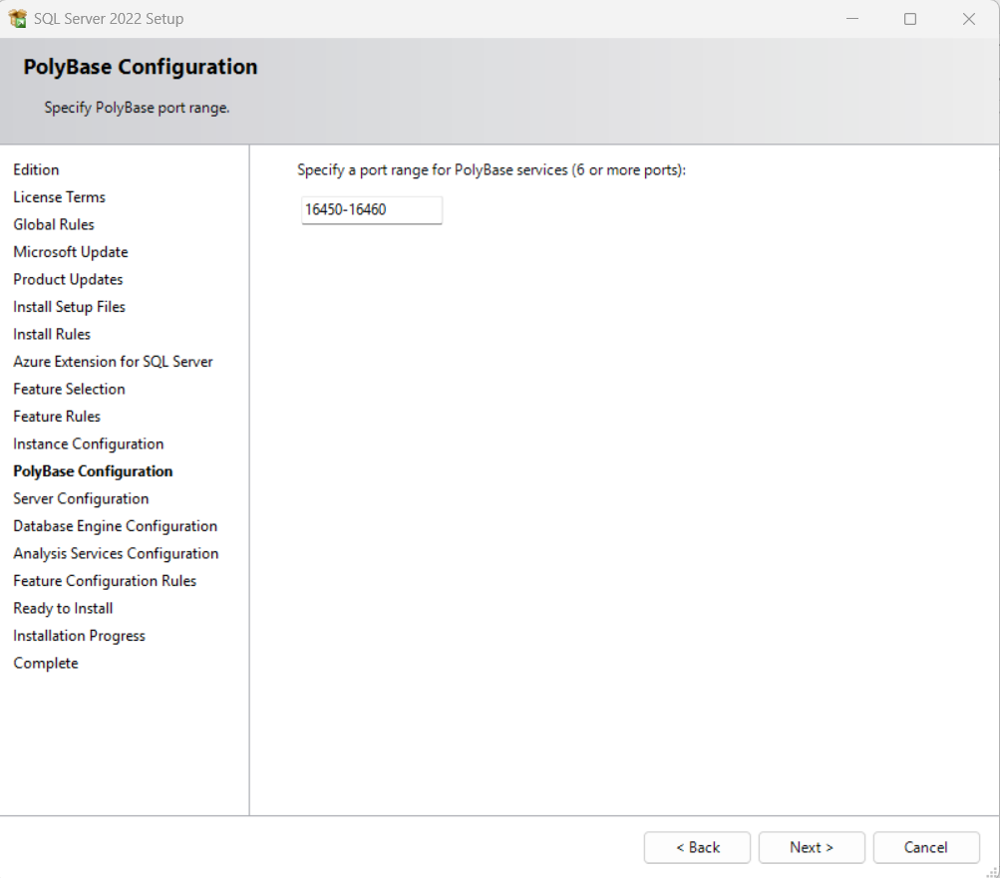 SQL Server 2022 Setup
PolyBase Configuration
Specify PolyBase port range.
Edition
License Terms
Global Rules
Microsoft Update
Product Updates
Install Setup Files
Install Rules
Azure Extension for SQL Server
Feature Selection
Feature Rules
Instance Configuration
PolyBase Configuration
Server Configuration
Database Engine Configuration
Analysis Services Configuration
Feature Configuration Rules
Ready to Install
Installation Progress
Complete
Specify a port range for PolyBase services (6 or more ports):
16450-16460
< Back
Next >
Cancel